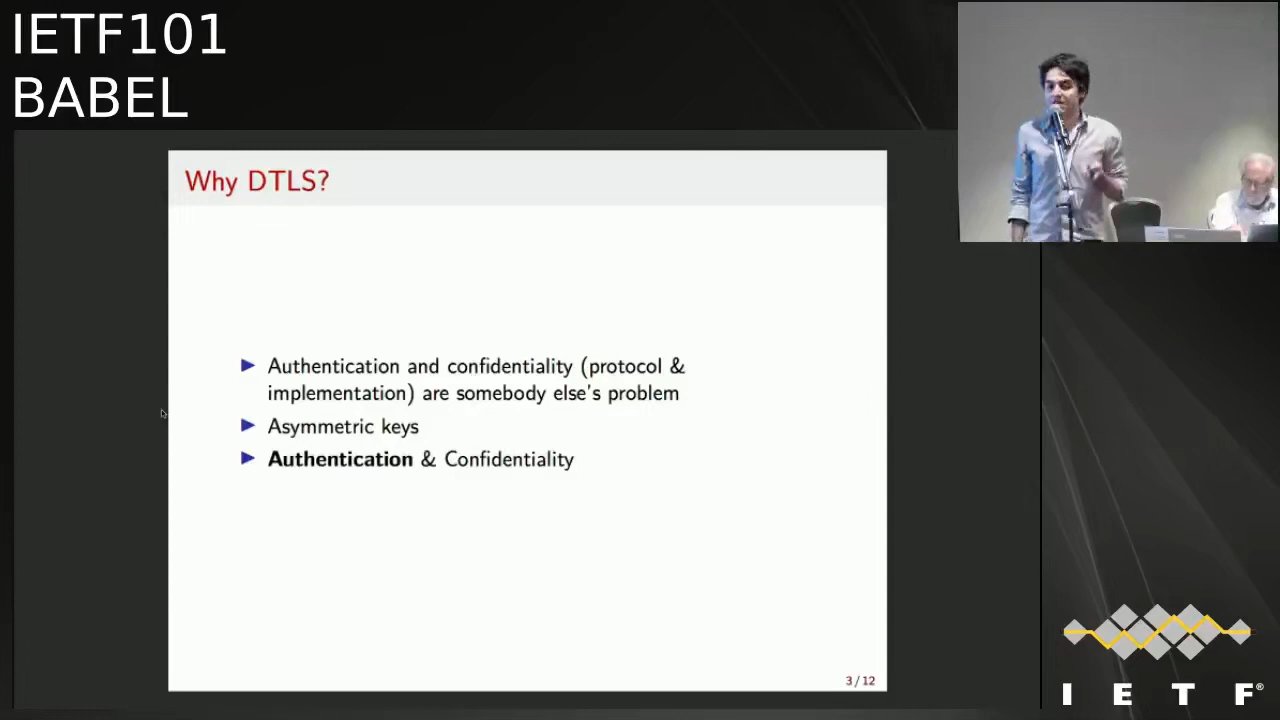 IETF101
BABEL
Why DTLS?
Authentication and confidentiality (protocol &
implementation) are somebody else's problem
Asymmetric keys
Authentication & Confidentiality
3 / 12
I E T F®